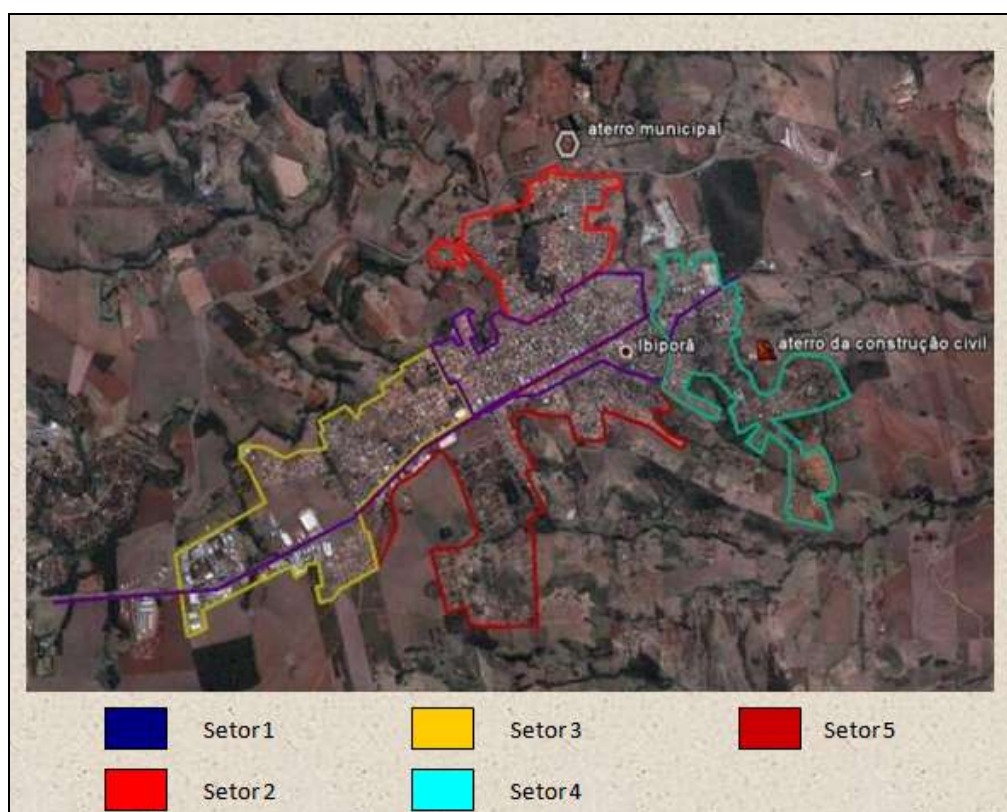 aterro municipal
Ibiporã
aterro da construção civil
Setor 1
Setor 3
Setor 5
Setor 2
Setor 4